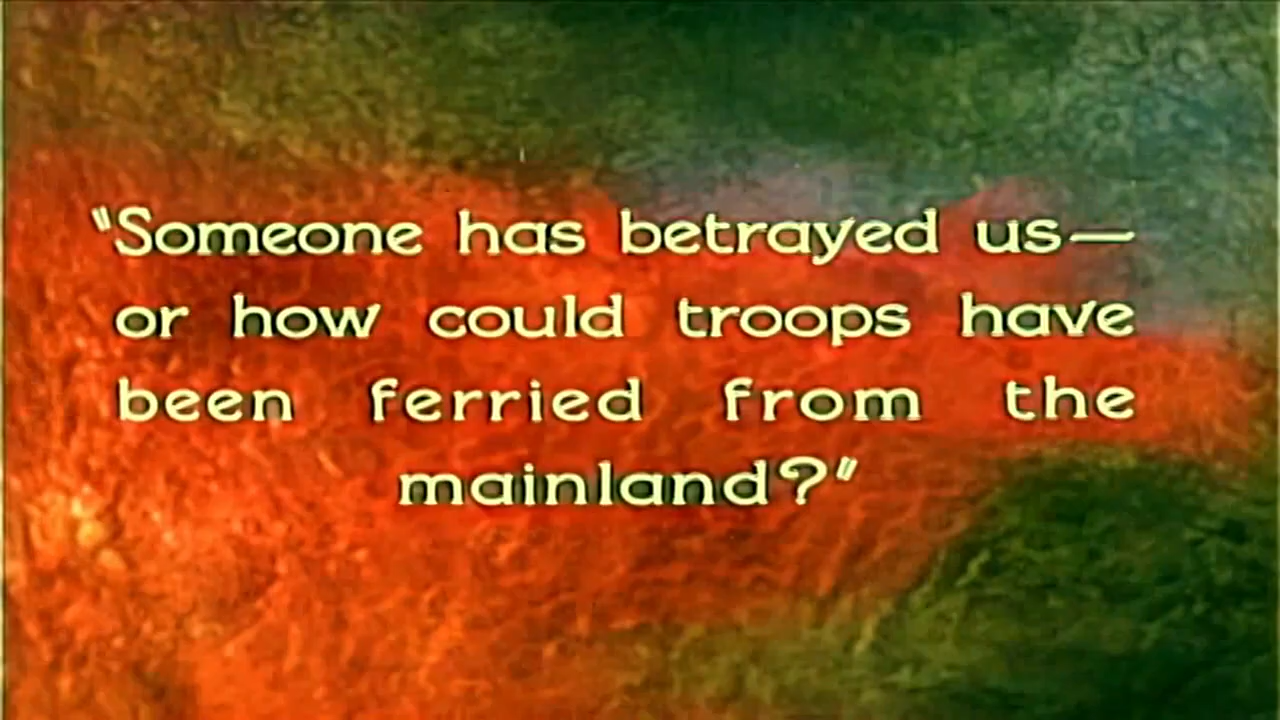 "Someone has betrayed us—
or how could troops have
been ferried from the
mainland?"